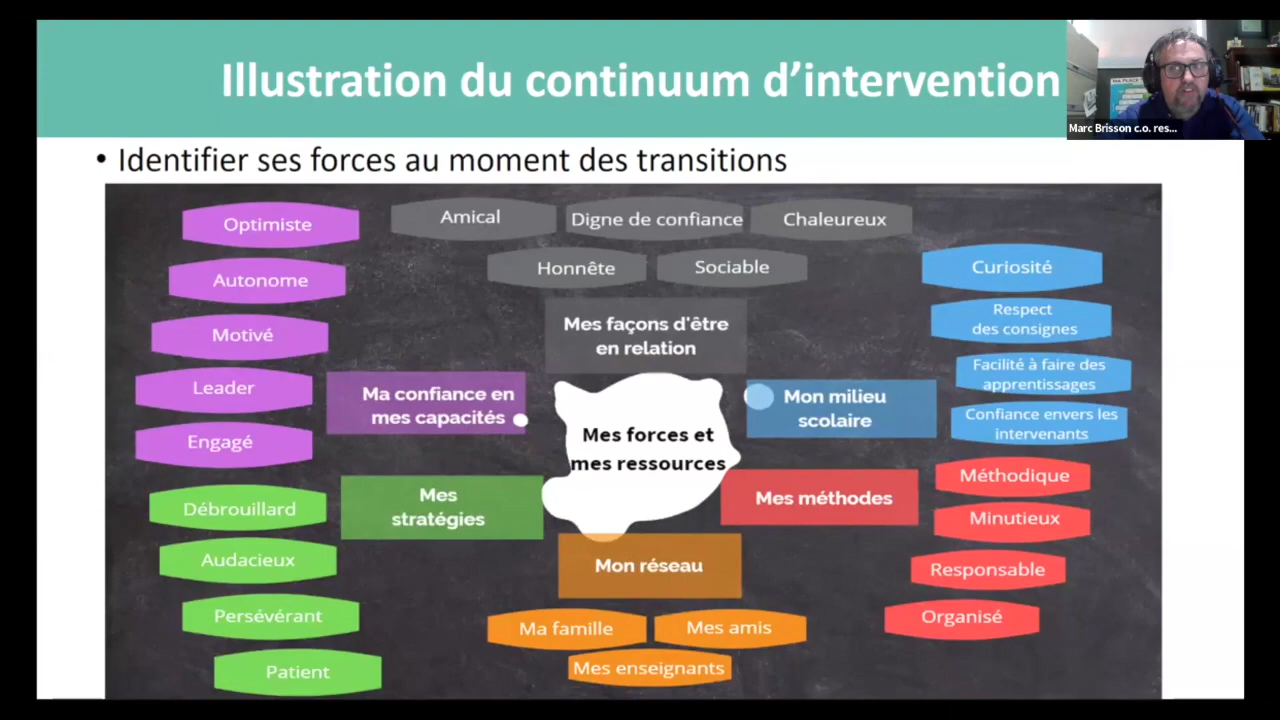 Illustration du continuum d’intervention
Marc Brisson c.o. res...
• Identifier ses forces au moment des transitions
Optimiste
Autonome
Motivé
Leader
Engagé
Ma confiance en
mes capacités
Amical
Digne de confiance
Chaleureux
Honnête
Sociable
Mes façons d'être
en relation
Curiosité
Respect
des consignes
Facilité à faire des
apprentissages
Confiance envers les
intervenants
Mon milieu
scolaire
Mes forces et
mes ressources
Débrouillard
Audacieux
Persévérant
Patient
Mes
stratégies
Mon réseau
Ma famille
Mes amis
Mes enseignants
Mes méthodes
Méthodique
Minutieux
Responsable
Organisé